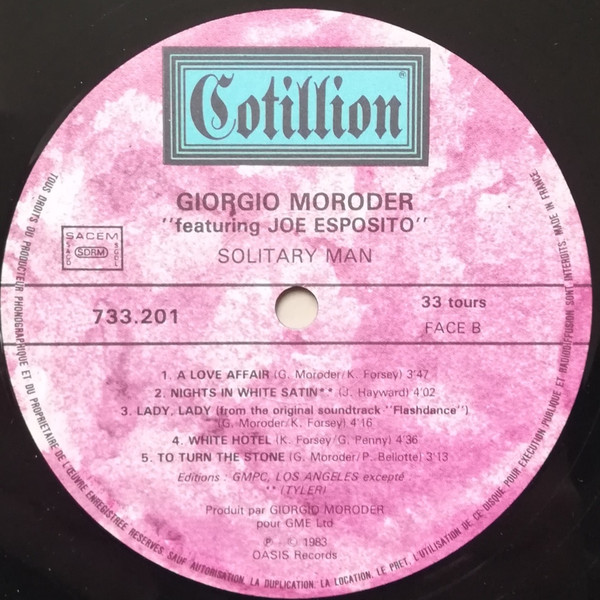 Cotillion
®
GIORGIO MORODER
"featuring JOE ESPOSITO"
SOLITARY MAN
SACEM
SDRM
733.201
33 tours
FACE B
1. A LOVE AFFAIR (G. Moroder/K. Forsey) 3'47
2. NIGHTS IN WHITE SATIN** (J. Hayward) 4'02
3. LADY, LADY (from the original soundtrack "Flashdance")
(G. Moroder/K. Forsey) 4'16
4. WHITE HOTEL (K. Forsey/G. Penny) 4'36
5. TO TURN THE STONE (G. Moroder/P. Bellotte) 3'13
Editions : GMPC, LOS ANGELES excepté
** (TYLER)
Produit par GIORGIO MORODER
pour GME Ltd
℗ © 1983
OASIS Records
TOUS DROITS DU PRODUCTEUR PHONOGRAPHIQUE ET DU PROPRIETAIRE DE L'ŒUVRE ENREGISTREE RESERVES. SAUF AUTORISATION, LA DUPLICATION, LA LOCATION, LE PRET, L'UTILISATION DE CE DISQUE POUR EXECUTION PUBLIQUE ET RADIODIFFUSION SONT INTERDITS. MADE IN FRANCE.